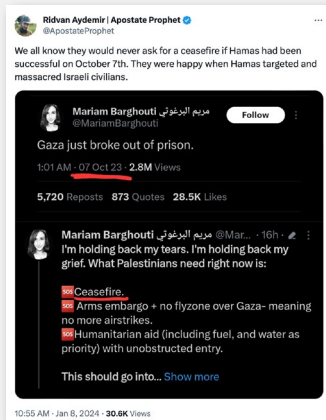 Ridvan Aydemir | Apostate Prophet
@ApostateProphet
We all know they would never ask for a ceasefire if Hamas had been
successful on October 7th. They were happy when Hamas targeted and
massacred Israeli civilians.
Mariam Barghouti مريم البرغوثي
@MariamBarghouti
Follow
Gaza just broke out of prison.
1:01 AM · 07 Oct 23 · 2.8M Views
5,720 Reposts 873 Quotes 28.5K Likes
Mariam Barghouti مريم البرغوثي @Mar... · 16h ·
I'm holding back my tears. I'm holding back my
grief. What Palestinians need right now is:
🆘Ceasefire.
🆘 Arms embargo + no flyzone over Gaza- meaning
no more airstrikes.
🆘Humanitarian aid (including fuel, and water as
priority) with unobstructed entry.
This should go into... Show more
10:55 AM · Jan 8, 2024 · 30.6K Views